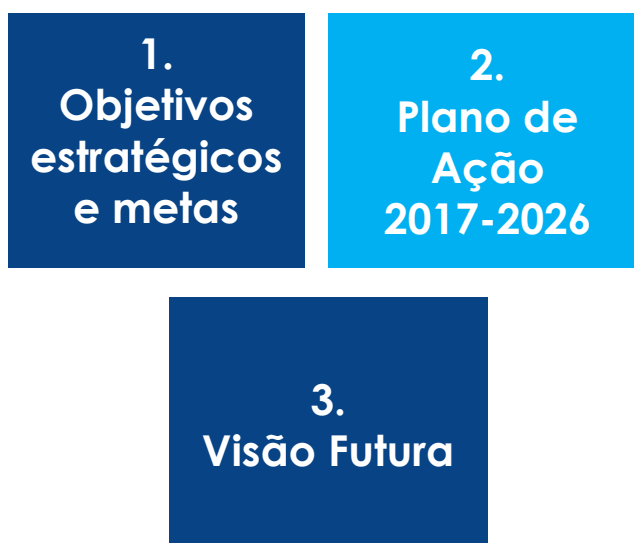 1.
Objetivos
estratégicos
e metas
2.
Plano de
Ação
2017-2026
3.
Visão Futura